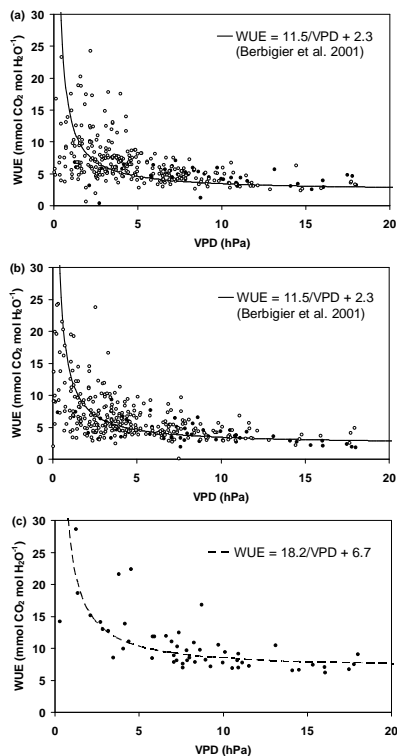 (a)
30
25
20
15
10
5
0
WUE (mmol CO₂ mol H₂O⁻¹)
WUE = 11.5/VPD + 2.3
(Berbigier et al. 2001)
0 5 10 15 20
VPD (hPa)
(b)
30
25
20
15
10
5
0
WUE (mmol CO₂ mol H₂O⁻¹)
WUE = 11.5/VPD + 2.3
(Berbigier et al. 2001)
0 5 10 15 20
VPD (hPa)
(c)
30
25
20
15
10
5
0
WUE (mmol CO₂ mol H₂O⁻¹)
WUE = 18.2/VPD + 6.7
0 5 10 15 20
VPD (hPa)